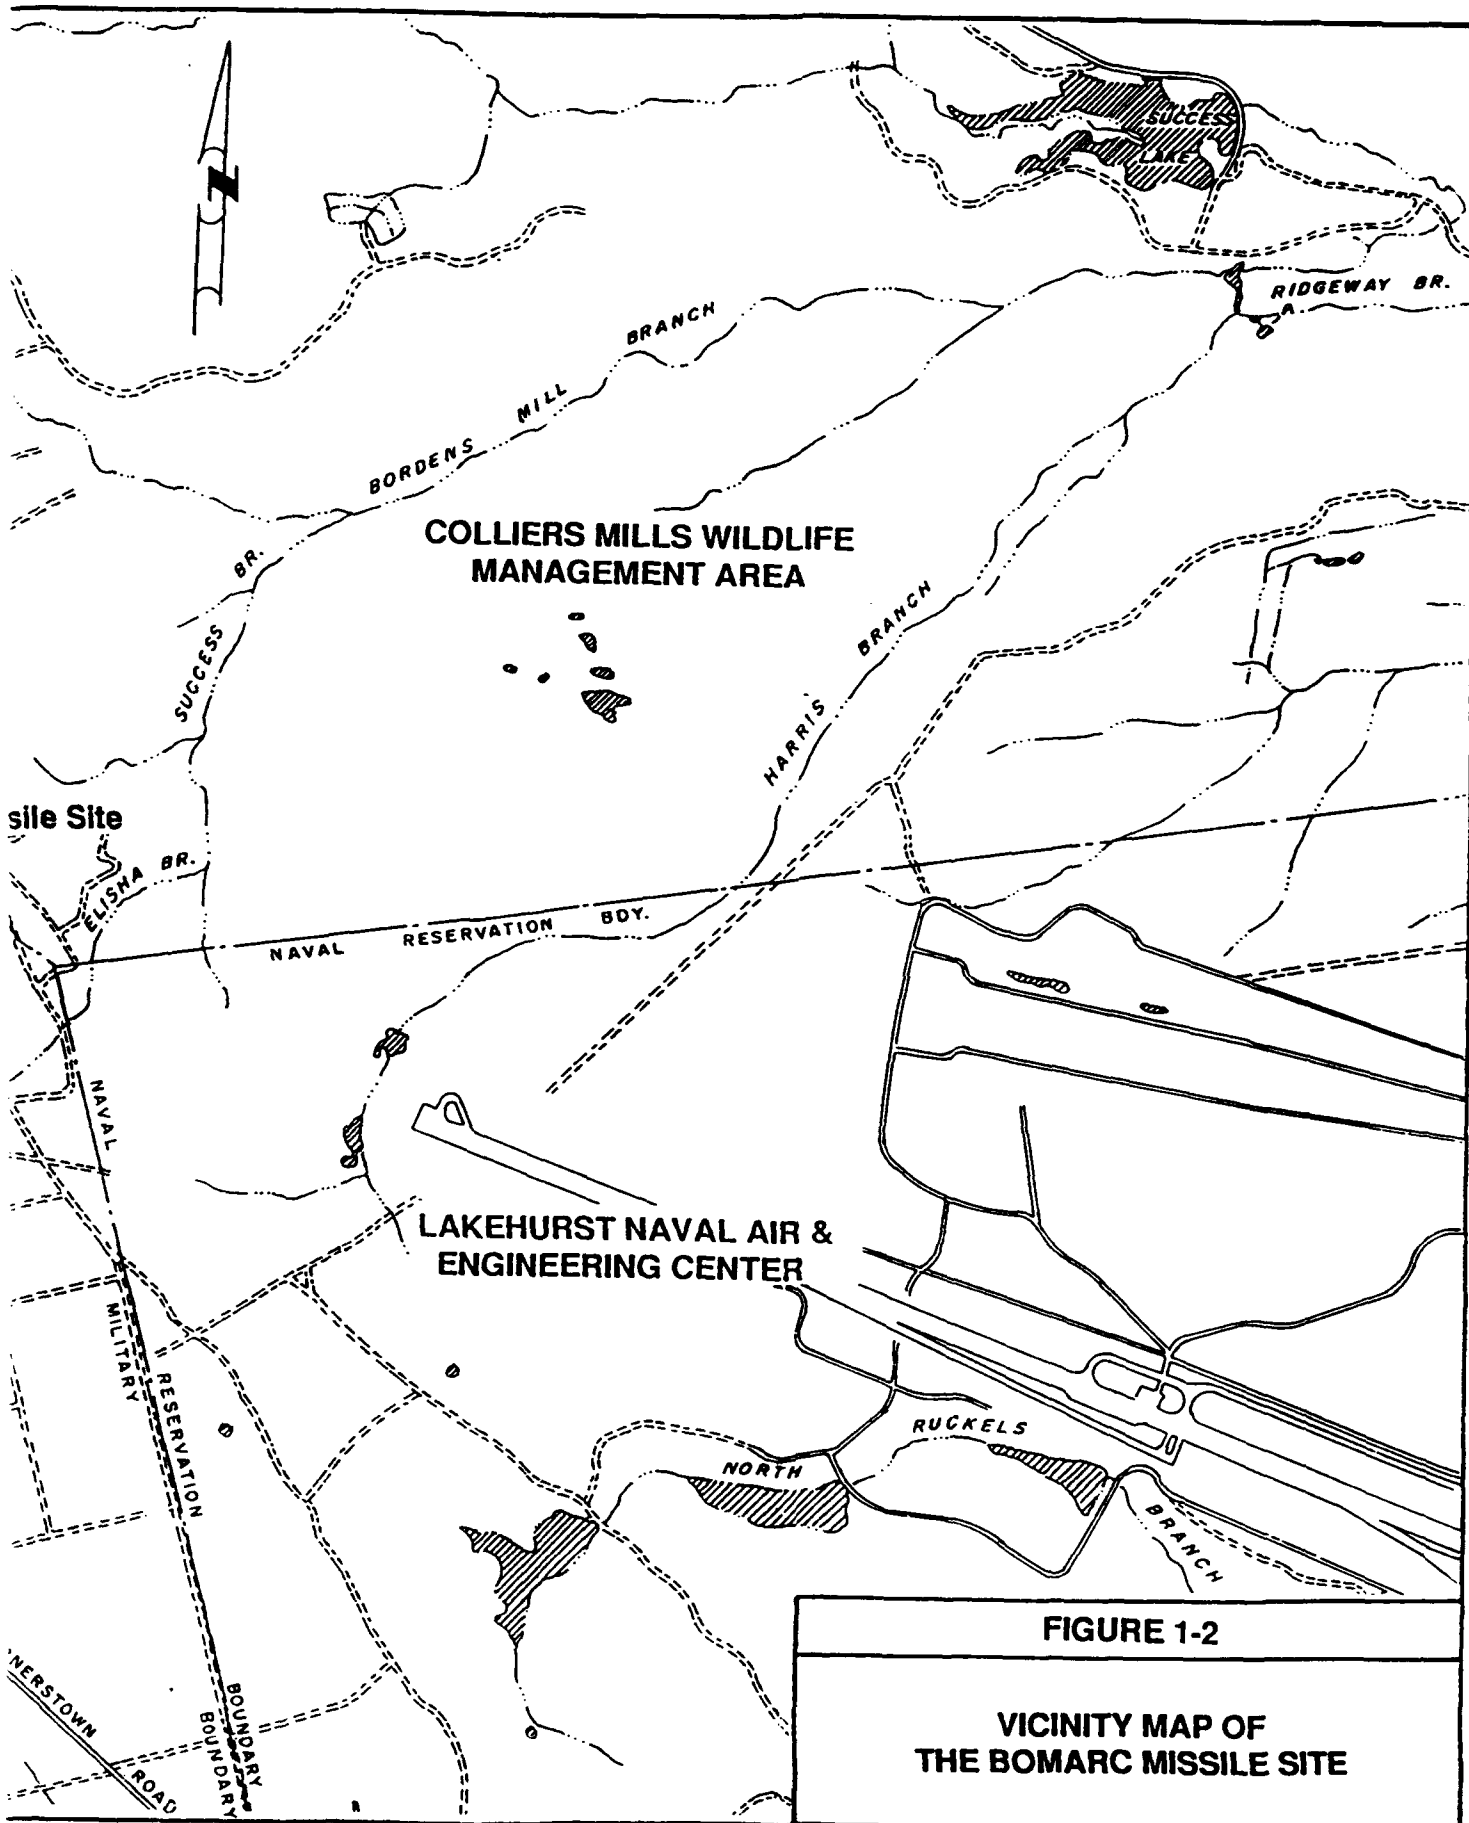 N
SUCCESS
LAKE
RIDGEWAY BR.
BORDENS MILL BRANCH
COLLIERS MILLS WILDLIFE
MANAGEMENT AREA
SUCCESS BR.
HARRIS BRANCH
sile Site
ELISHA BR.
NAVAL RESERVATION BDY.
NAVAL RESERVATION BOUNDARY
MILITARY BOUNDARY
LAKEHURST NAVAL AIR &
ENGINEERING CENTER
NORTH RUCKELS BRANCH
NERSTOWN ROAD
FIGURE 1-2
VICINITY MAP OF
THE BOMARC MISSILE SITE